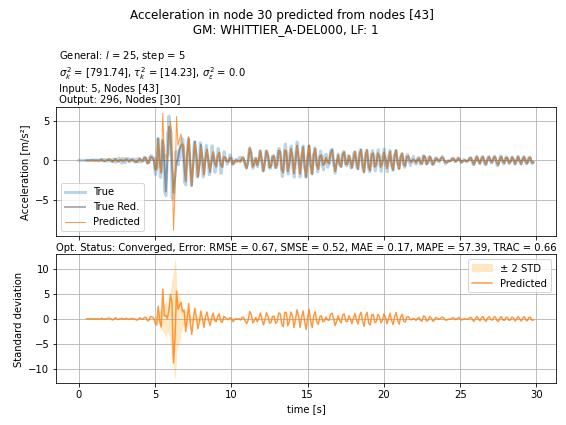 Acceleration in node 30 predicted from nodes [43]
GM: WHITTIER_A-DEL000, LF: 1
General: l = 25, step = 5
σ²ₖ = [791.74], τ²ₖ = [14.23], σ²ε = 0.0
Input: 5, Nodes [43]
Output: 296, Nodes [30]
Acceleration [m/s²]
5
0
−5
True
True Red.
Predicted
Opt. Status: Converged, Error: RMSE = 0.67, SMSE = 0.52, MAE = 0.17, MAPE = 57.39, TRAC = 0.66
Standard deviation
10
5
0
−5
−10
± 2 STD
Predicted
0 5 10 15 20 25 30
time [s]